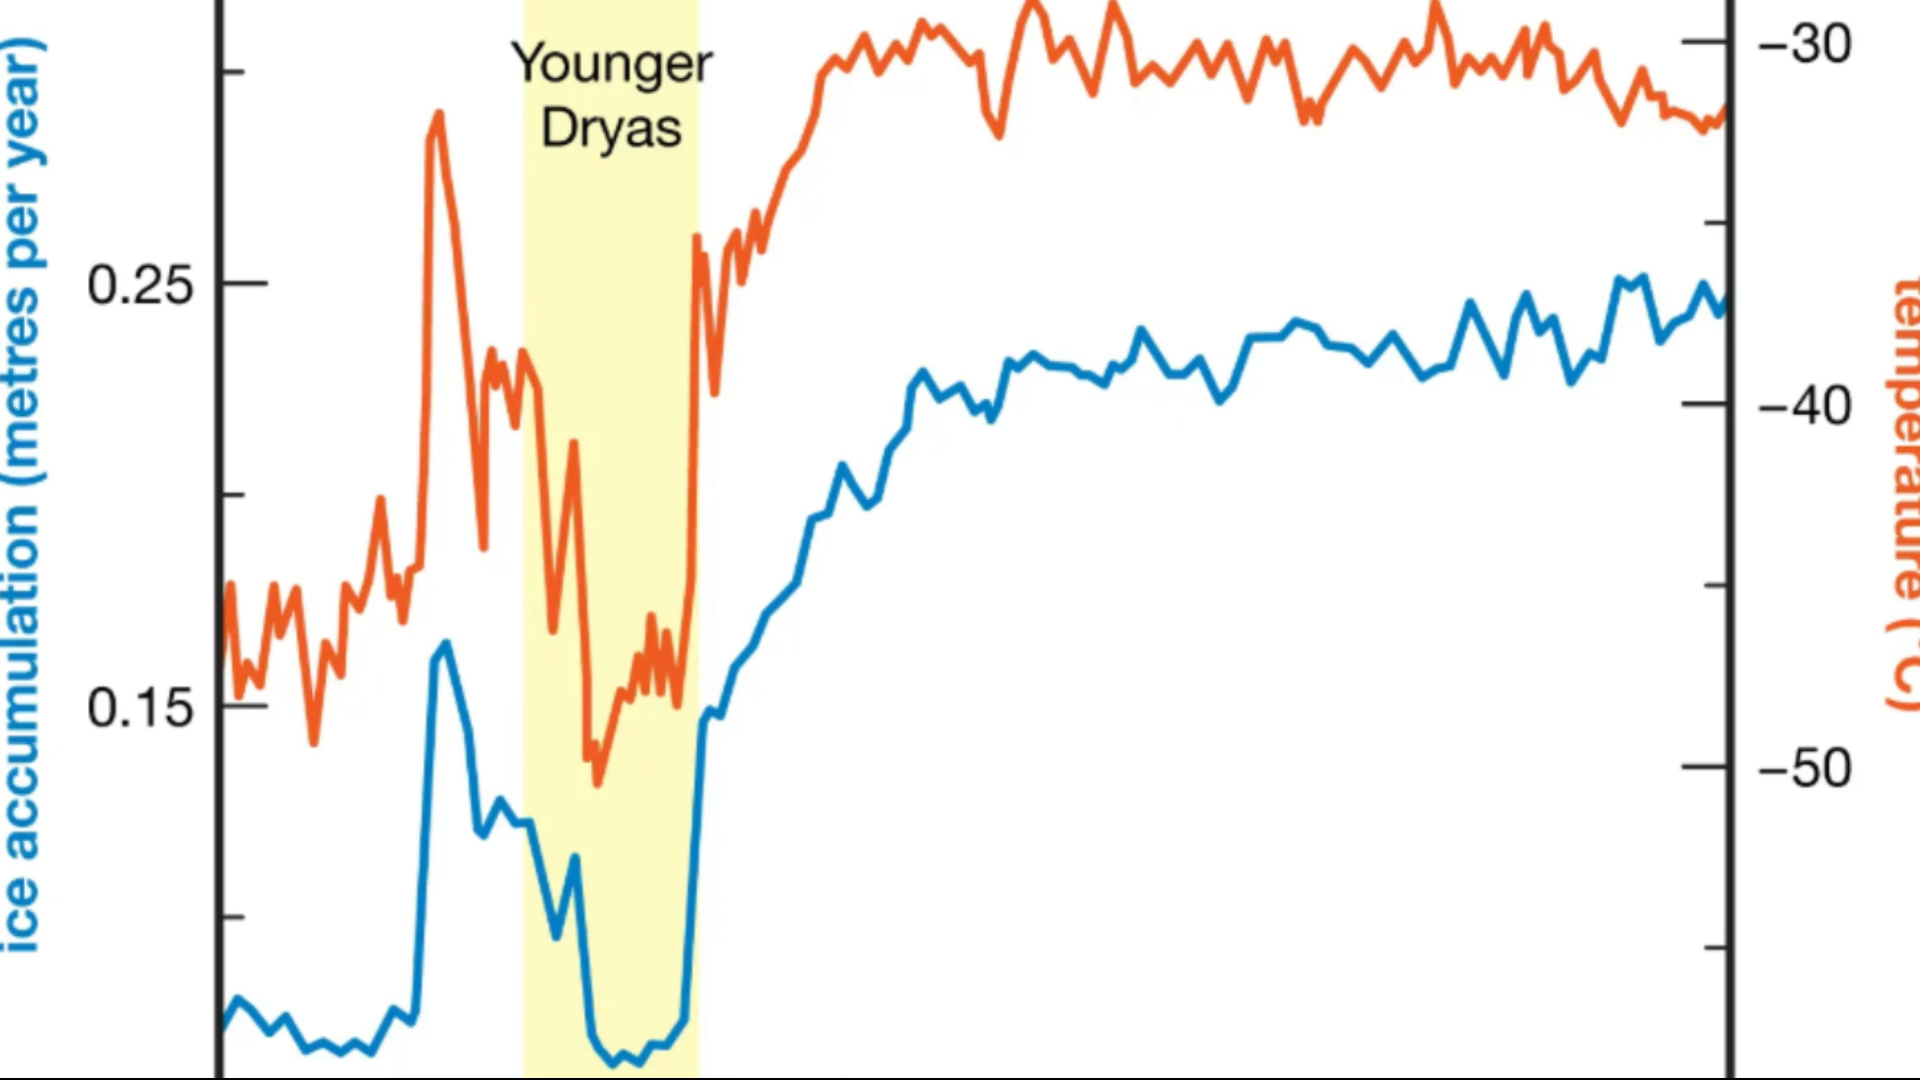 ice accumulation (metres per year)
0.25
0.15
Younger
Dryas
−30
−40
−50
temperature (°C)